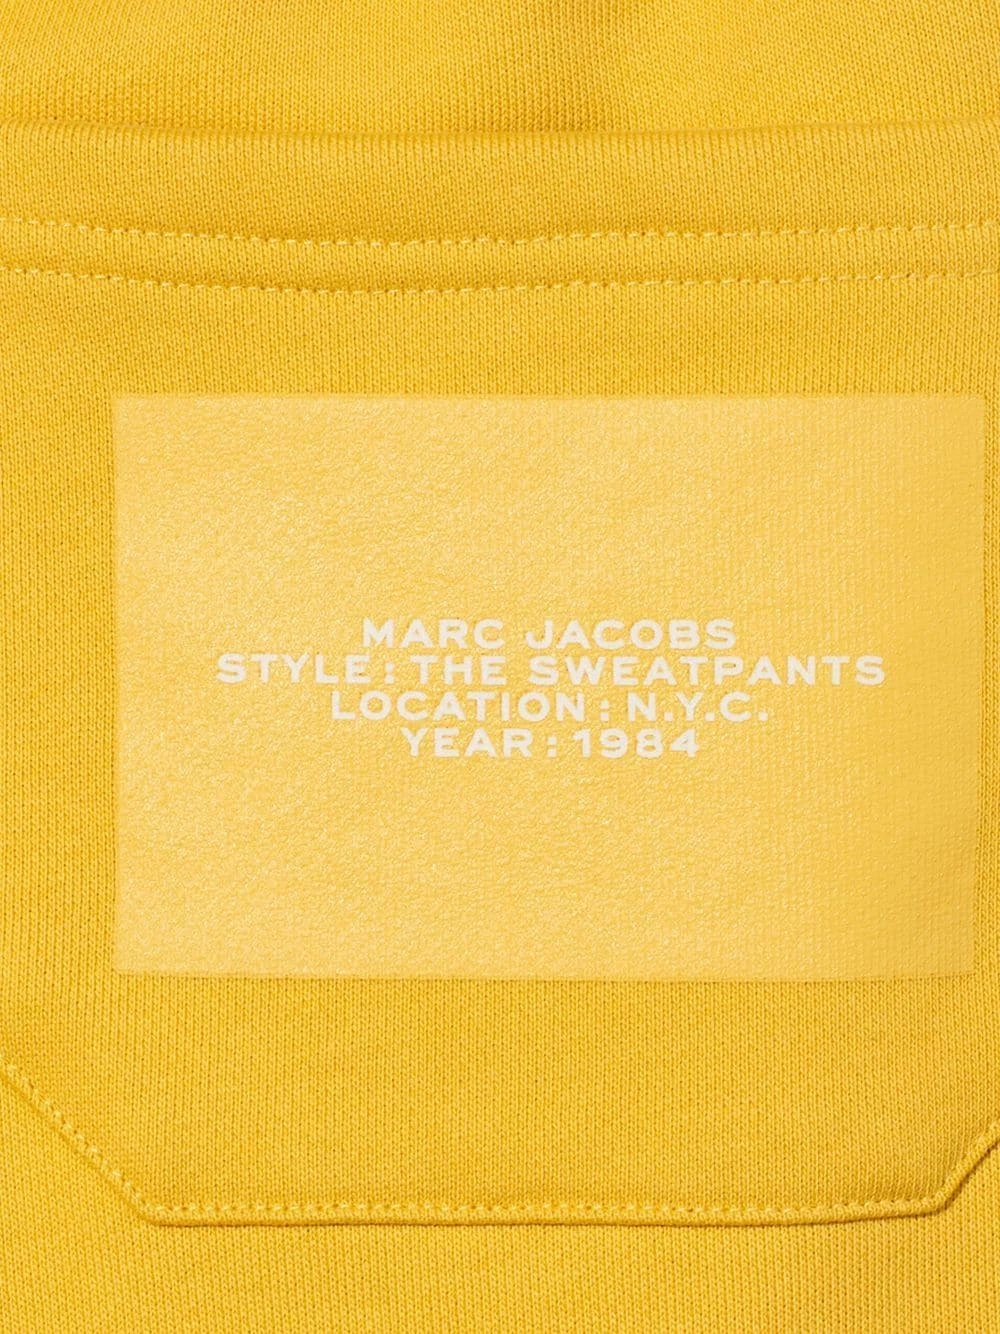 MARC JACOBS
STYLE: THE SWEATPANTS
LOCATION: N.Y.C.
YEAR: 1984